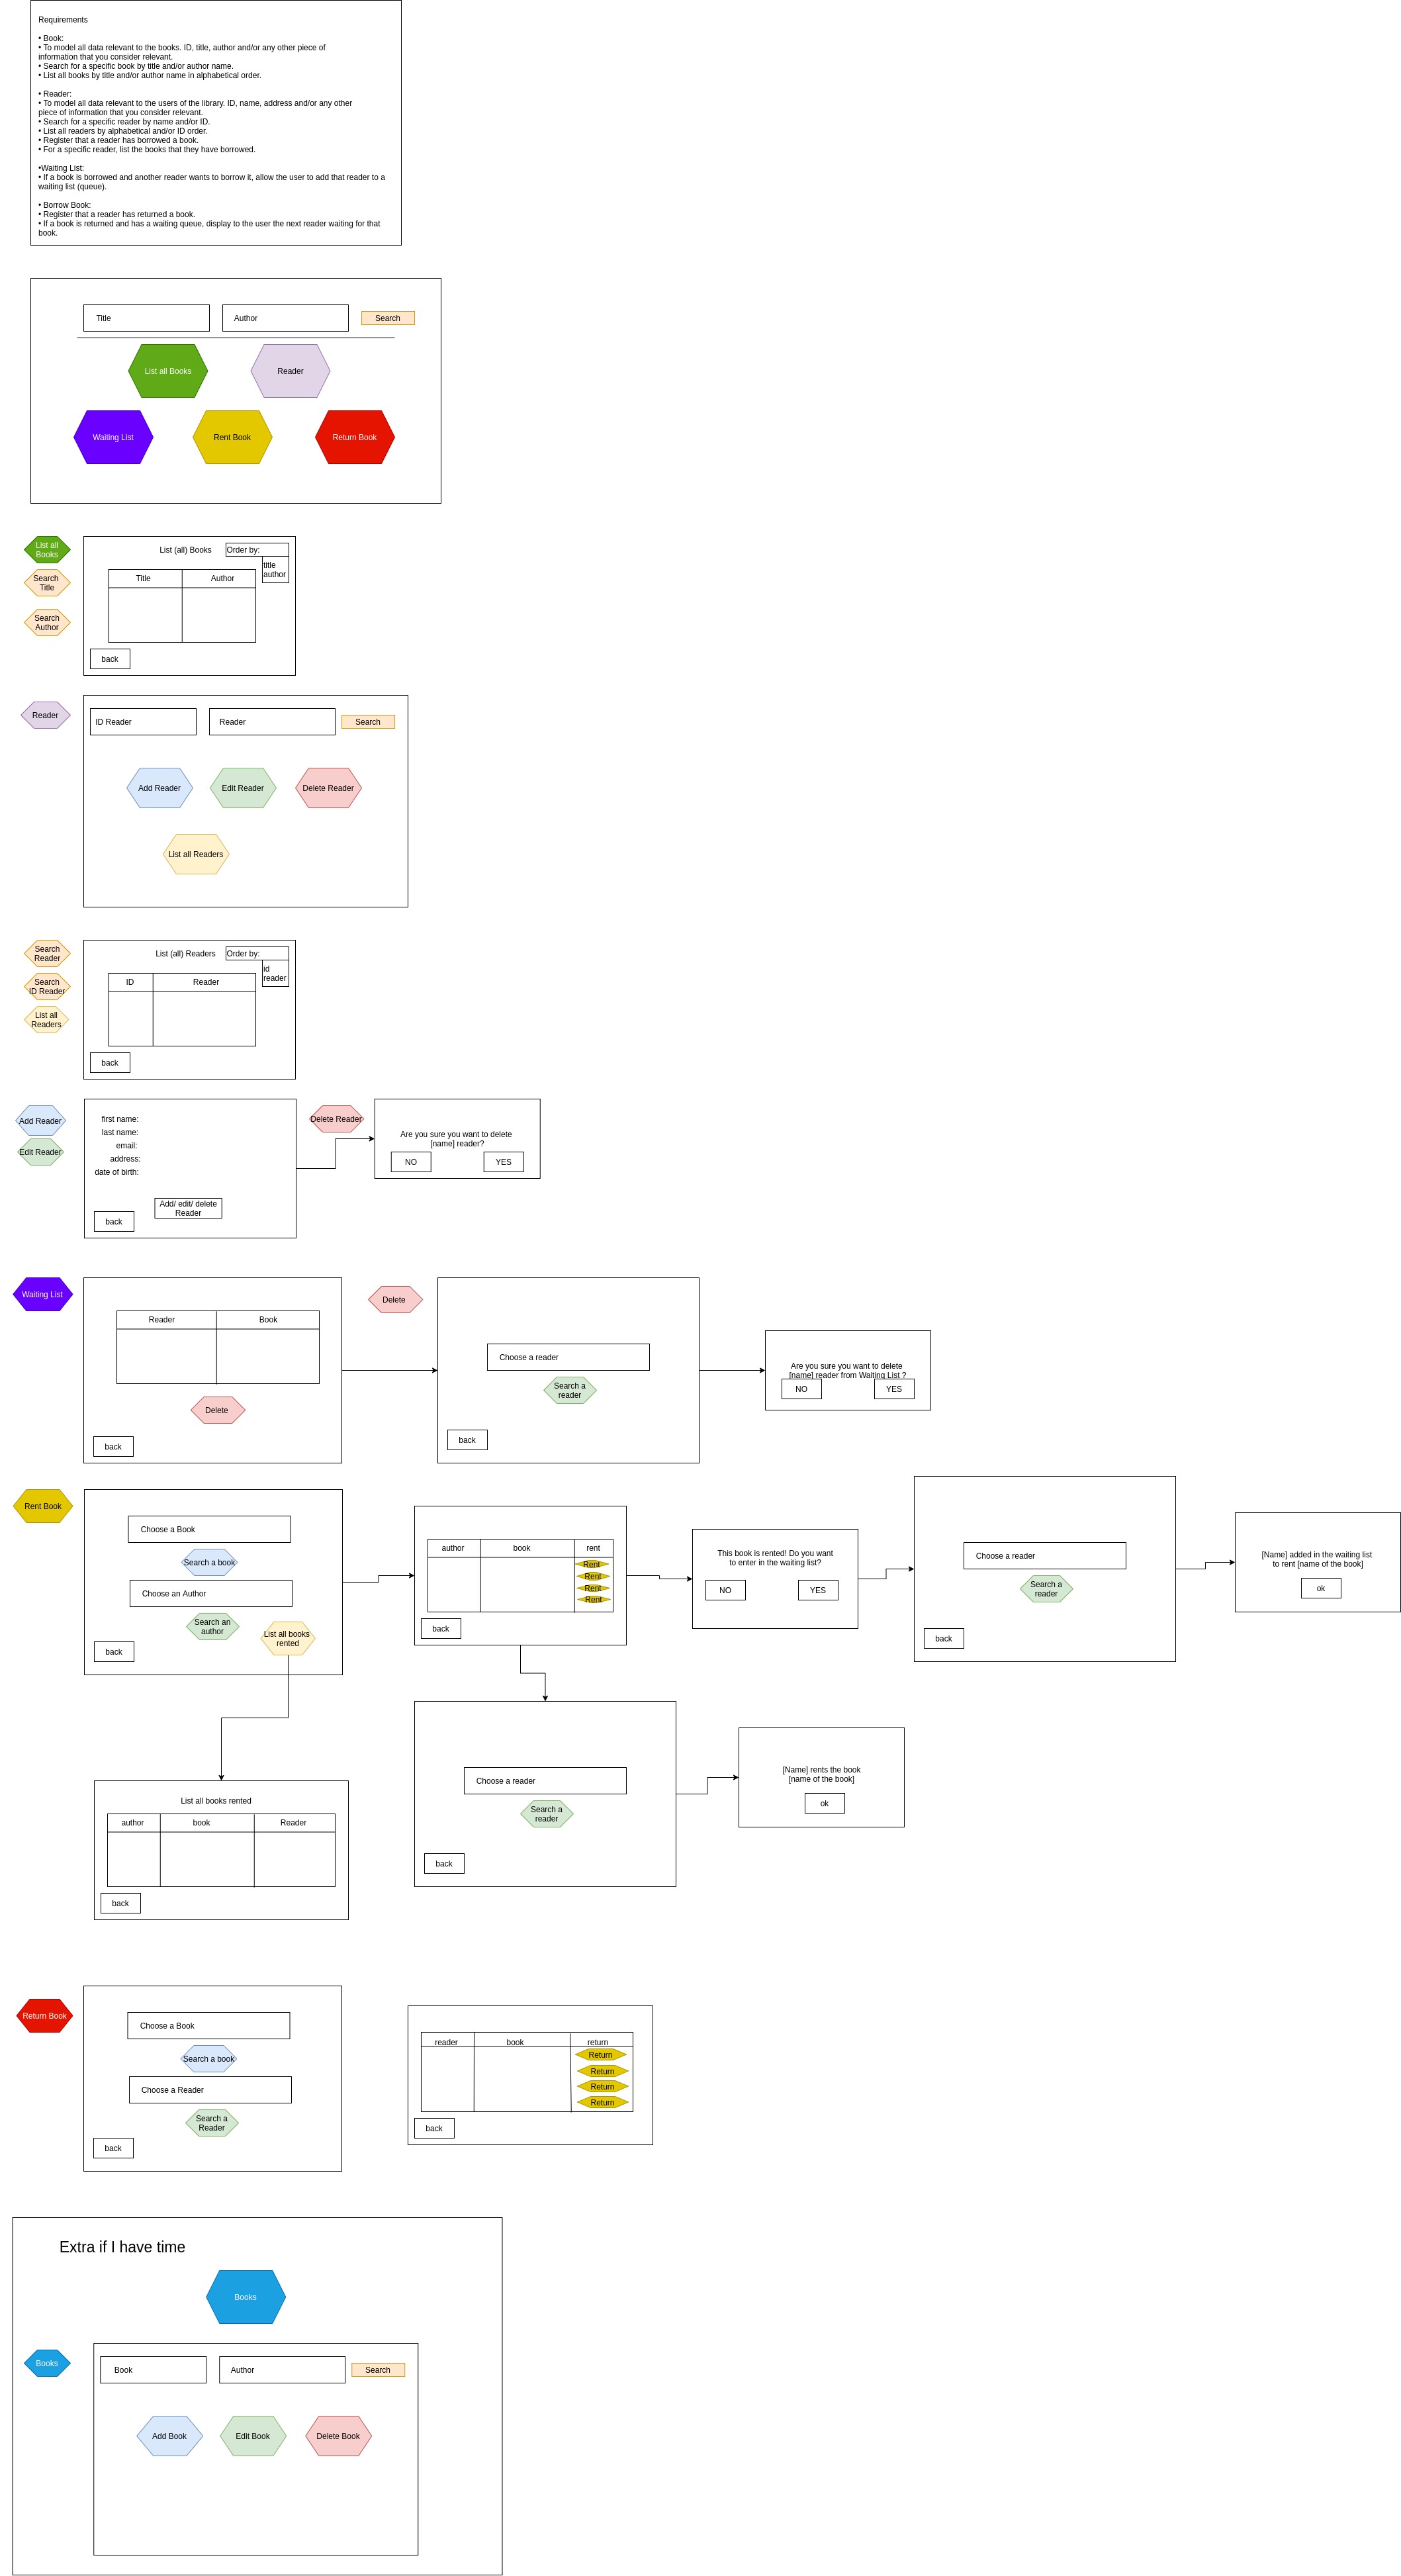 Requirements
• Book:
• To model all data relevant to the books. ID, title, author and/or any other piece of
information that you consider relevant.
• Search for a specific book by title and/or author name.
• List all books by title and/or author name in alphabetical order.
• Reader:
• To model all data relevant to the users of the library. ID, name, address and/or any other
piece of information that you consider relevant.
• Search for a specific reader by name and/or ID.
• List all readers by alphabetical and/or ID order.
• Register that a reader has borrowed a book.
• For a specific reader, list the books that they have borrowed.
•Waiting List:
• If a book is borrowed and another reader wants to borrow it, allow the user to add that reader to a
waiting list (queue).
• Borrow Book:
• Register that a reader has returned a book.
• If a book is returned and has a waiting queue, display to the user the next reader waiting for that
book.
Title
Author
Search
List all Books
Reader
Waiting List
Rent Book
Return Book
List all
Books
Search
Title
Search
Author
List (all) Books
Order by:
title
author
Title
Author
back
Reader
ID Reader
Reader
Search
Add Reader
Edit Reader
Delete Reader
List all Readers
Search
Reader
Search
ID Reader
List all
Readers
List (all) Readers
Order by:
id
reader
ID
Reader
back
Add Reader
Edit Reader
first name:
last name:
email:
address:
date of birth:
Add/ edit/ delete
Reader
back
Delete Reader
Are you sure you want to delete
[name] reader?
NO
YES
Waiting List
Reader
Book
Delete
back
Delete
Choose a reader
Search a
reader
back
Are you sure you want to delete
[name] reader from Waiting List ?
NO
YES
Rent Book
Choose a Book
Search a book
Choose an Author
Search an
author
List all books
rented
back
author
book
rent
Rent
Rent
Rent
Rent
back
This book is rented! Do you want
to enter in the waiting list?
NO
YES
Choose a reader
Search a
reader
back
[Name] added in the waiting list
to rent [name of the book]
ok
Choose a reader
Search a
reader
back
[Name] rents the book
[name of the book]
ok
List all books rented
author
book
Reader
back
Return Book
Choose a Book
Search a book
Choose a Reader
Search a
Reader
back
reader
book
return
Return
Return
Return
Return
back
Extra if I have time
Books
Books
Book
Author
Search
Add Book
Edit Book
Delete Book